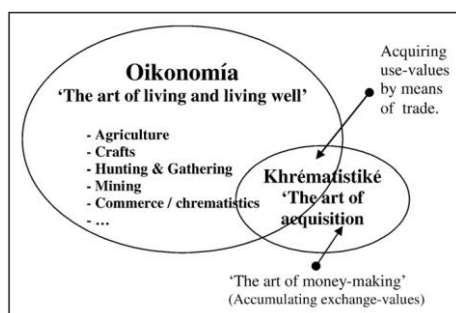 Oikonomía
‘The art of living and living well’
- Agriculture
- Crafts
- Hunting & Gathering
- Mining
- Commerce / chrematistics
- ...
Acquiring
use-values
by means
of trade.
Khrématistiké
‘The art of
acquisition
‘The art of money-making’
(Accumulating exchange-values)